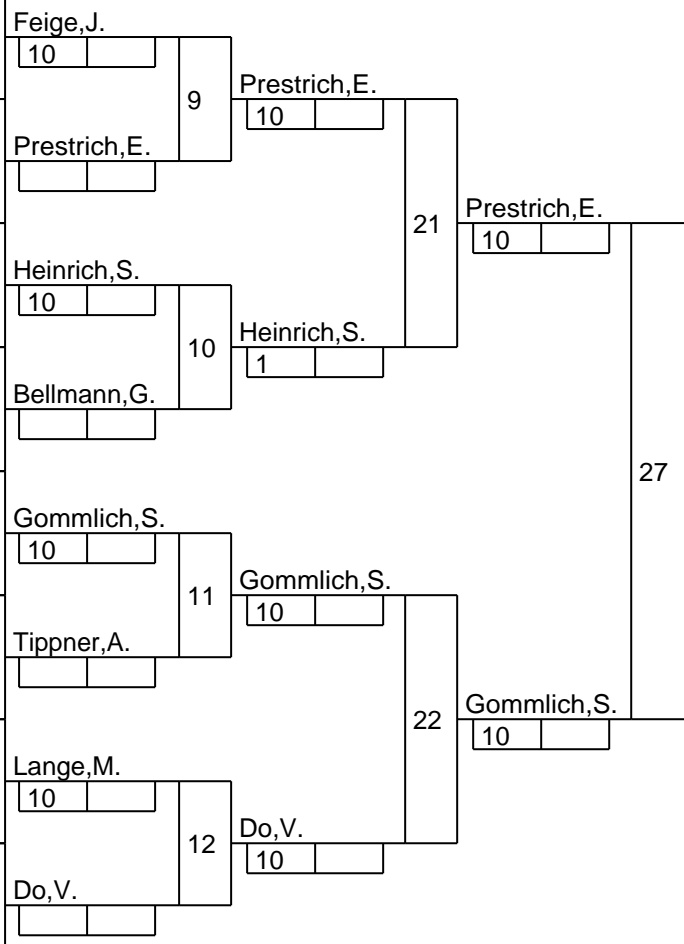 Feige,J.
10
9
Prestrich,E.
10
Prestrich,E.
21
Prestrich,E.
10
Heinrich,S.
10
10
Heinrich,S.
1
Bellmann,G.
27
Gommlich,S.
10
11
Gommlich,S.
10
Tippner,A.
22
Gommlich,S.
10
Lange,M.
10
12
Do,V.
10
Do,V.